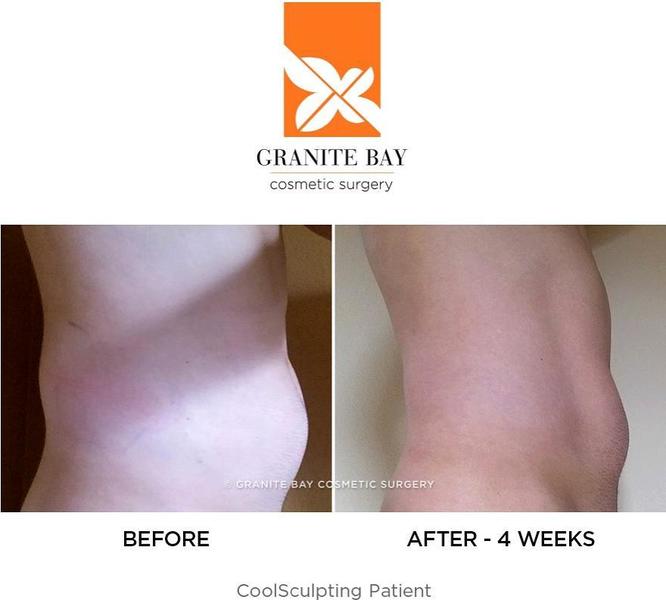 GRANITE BAY
cosmetic surgery
© GRANITE BAY COSMETIC SURGERY
BEFORE
AFTER - 4 WEEKS
CoolSculpting Patient